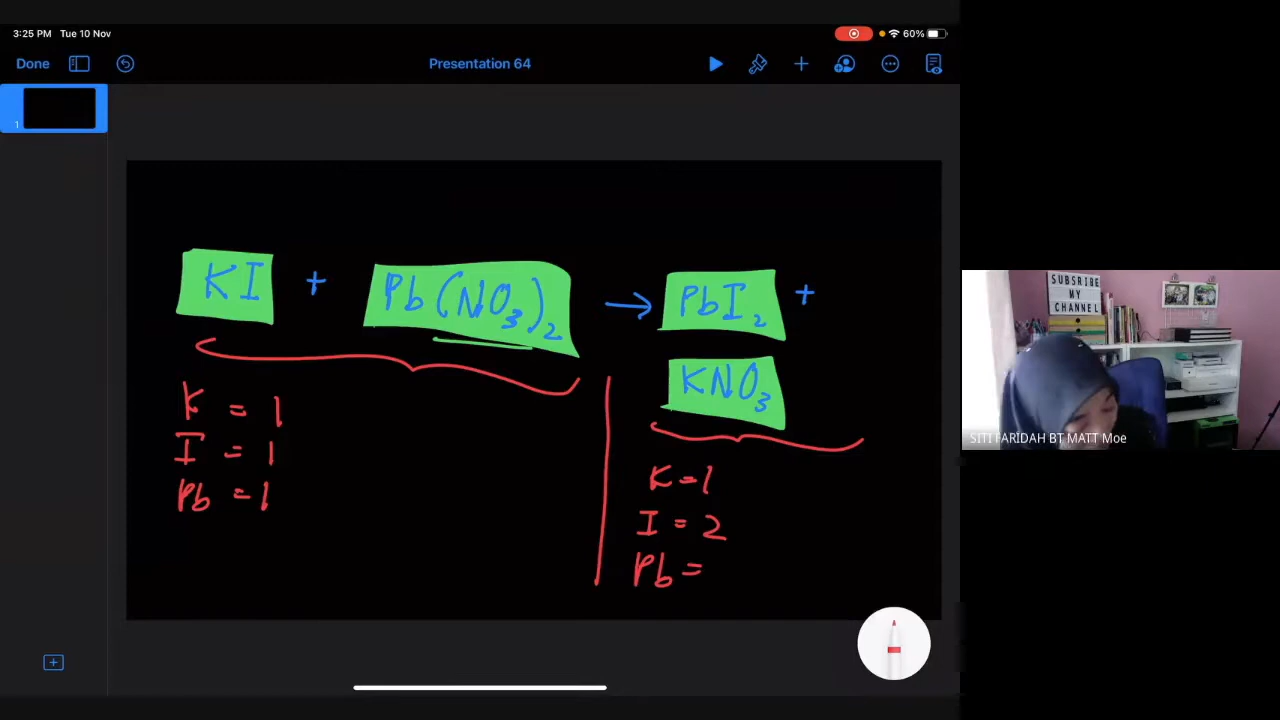 3:25 PM Tue 10 Nov
60%
Done
Presentation 64
1
KI + Pb(NO₃)₂ → PbI₂ +
KNO₃
K = 1
I = 1
Pb = 1
K = 1
I = 2
Pb =
SUBSCRIBE
MY
CHANNEL
SITI FARIDAH BT MATT Moe